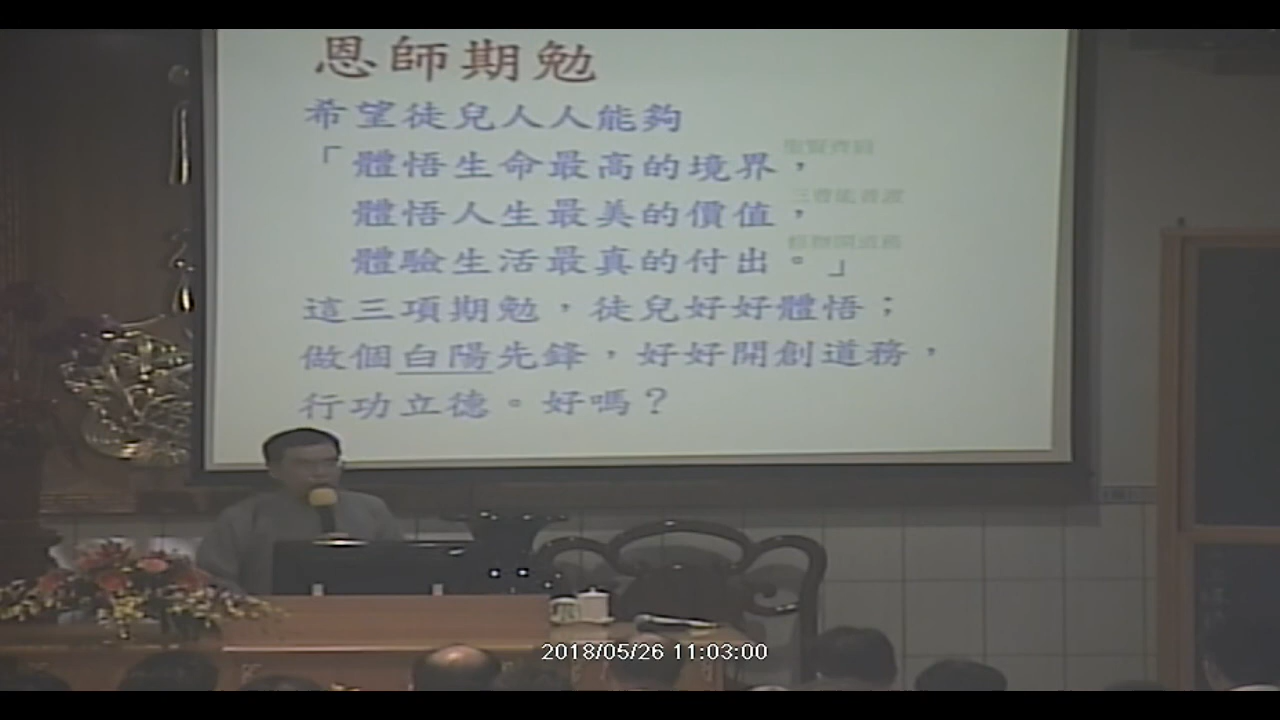 恩師期勉
希望徒兒人人能夠
「體悟生命最高的境界，
體悟人生最美的價值，
體驗生活最真的付出。」
這三項期勉，徒兒好好體悟；
做個白陽先鋒，好好開創道務，
行功立德。好嗎？
2018/05/26 11:03:00